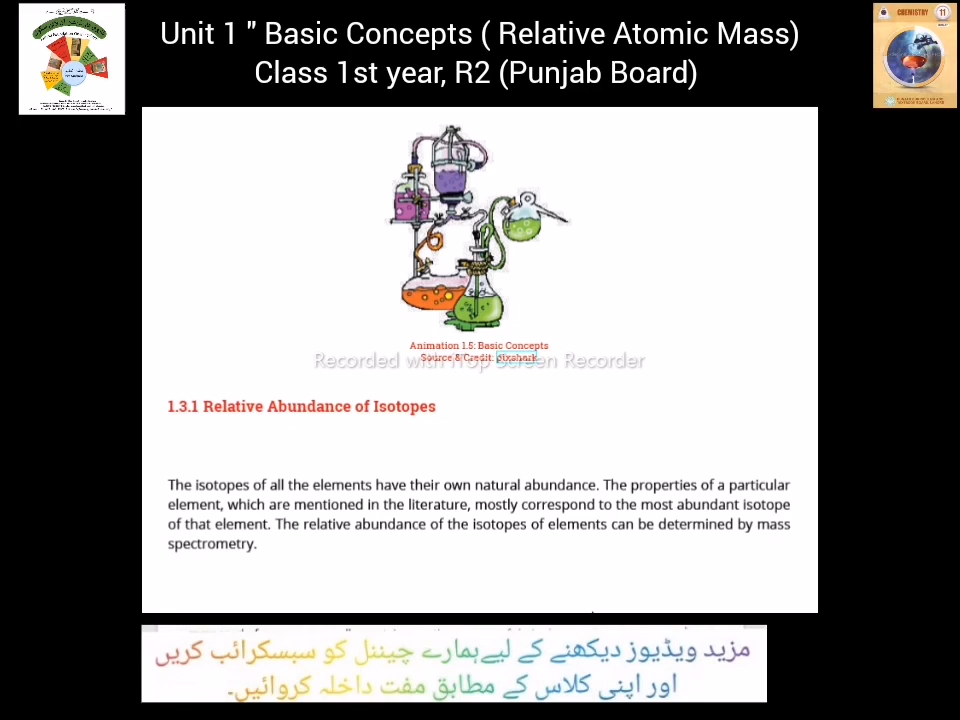 Unit 1 " Basic Concepts ( Relative Atomic Mass)
Class 1st year, R2 (Punjab Board)
CHEMISTRY
11
Animation 1.5: Basic Concepts
Source & Credit: pixshark
Recorded with iTop Screen Recorder
1.3.1 Relative Abundance of Isotopes
The isotopes of all the elements have their own natural abundance. The properties of a particular
element, which are mentioned in the literature, mostly correspond to the most abundant isotope
of that element. The relative abundance of the isotopes of elements can be determined by mass
spectrometry.
مزید ویڈیوز دیکھنے کے لیے ہمارے چیننل کو سبسکرائب کریں
اور اپنی کلاس کے مطابق مفت داخلہ کروائیں۔